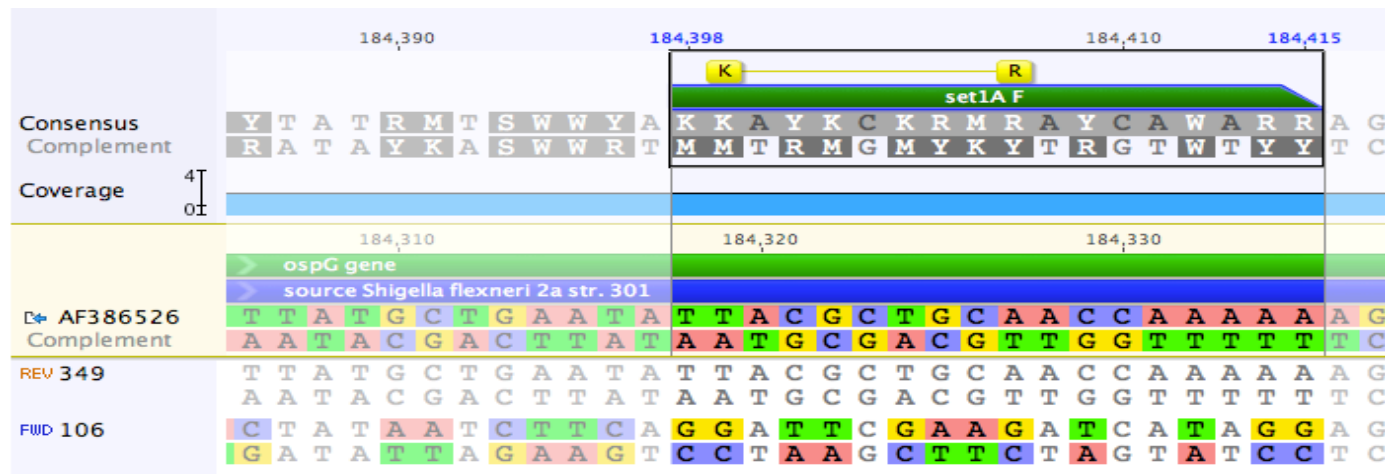 184,390 184,398 184,410 184,415
K R
set1A F
Consensus Y T A T R M T S W W Y A K K A Y K C K R M R A Y C A W A R R A G
Complement R A T A Y K A S W W R T M M T R M G M Y K Y T R G T W T Y Y T C
4
Coverage
0
184,310 184,320 184,330
ospG gene
source Shigella flexneri 2a str. 301
AF386526 T T A T G C T G A A T A T T A C G C T G C A A C C A A A A A A G
Complement A A T A C G A C T T A T A A T G C G A C G T T G G T T T T T T C
REV 349 T T A T G C T G A A T A T T A C G C T G C A A C C A A A A A A G
A A T A C G A C T T A T A A T G C G A C G T T G G T T T T T T C
FWD 106 C T A T A A T C T T C A G G A T T C G A A G A T C A T A G G A G
G A T A T T A G A A G T C C T A A G C T T C T A G T A T C C T C